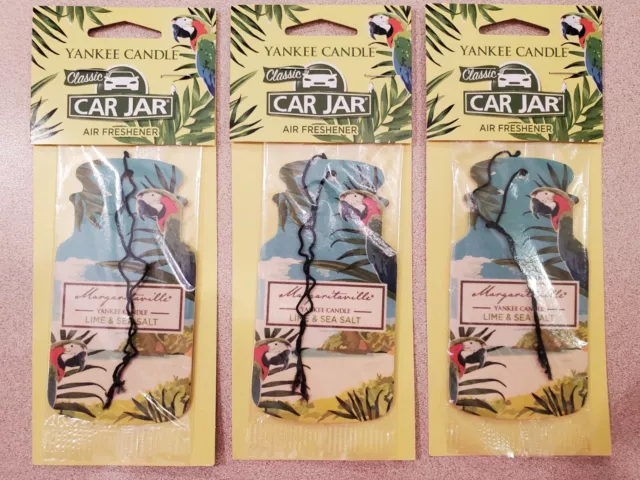 YANKEE CANDLE
Classic
CAR JAR
AIR FRESHENER
Margaritaville®
YANKEE CANDLE
LIME & SEA SALT
YANKEE CANDLE
Classic
CAR JAR
AIR FRESHENER
Margaritaville®
YANKEE CANDLE
LIME & SEA SALT
YANKEE CANDLE
Classic
CAR JAR
AIR FRESHENER
Margaritaville®
YANKEE CANDLE
LIME & SEA SALT